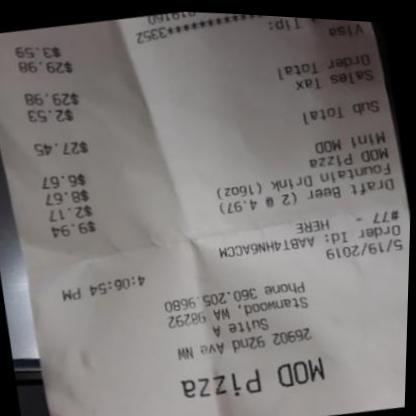 MOD Pizza
26902 92nd Ave NW
Suite A
Stanwood, WA 98292
Phone 360.205.9680
5/19/2019 4:06:54 PM
Order Id: AABT4HN6ACCM
#77 - HERE
Draft Beer (2 @ 4.97) $9.94
Fountain Drink (16oz) $2.17
MOD Pizza $8.67
Mini MOD $6.67
Sub Total $27.45
Sales Tax $2.53
Order Total $29.98
Visa $29.98
Tip: $3.59
************3352